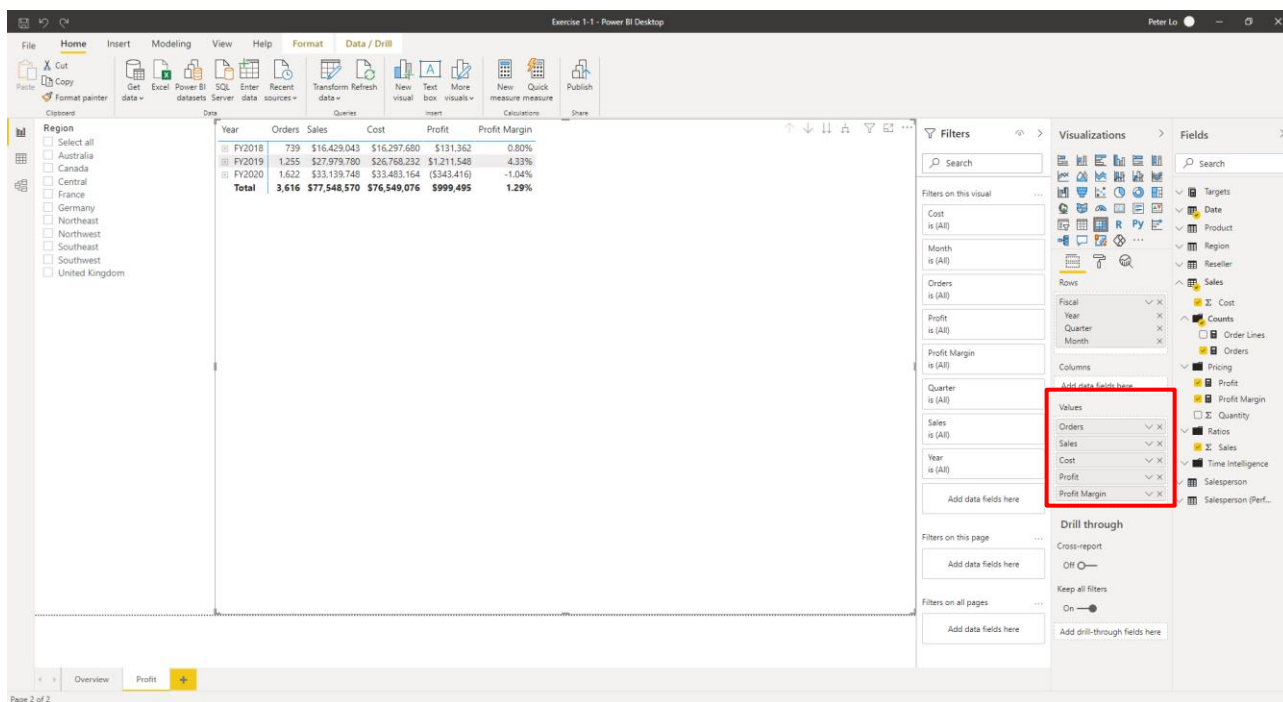 Exercise 1-1 - Power BI Desktop
Peter Lo
File Home Insert Modeling View Help Format Data / Drill
Paste
Cut
Copy
Format painter
Clipboard
Get data
Excel
Power BI datasets
SQL Server
Enter data
Recent sources
Data
Transform data
Refresh
Queries
New visual
Text box
More visuals
Insert
New measure
Quick measure
Calculations
Publish
Share
Region
Select all
Australia
Canada
Central
France
Germany
Northeast
Northwest
Southeast
Southwest
United Kingdom
Year Orders Sales Cost Profit Profit Margin
FY2018 739 $16,429,043 $16,297,680 $131,362 0.80%
FY2019 1,255 $27,979,780 $26,768,232 $1,211,548 4.33%
FY2020 1,622 $33,139,748 $33,483,164 ($343,416) -1.04%
Total 3,616 $77,548,570 $76,549,076 $999,495 1.29%
Filters
Search
Filters on this visual ...
Cost
is (All)
Month
is (All)
Orders
is (All)
Profit
is (All)
Profit Margin
is (All)
Quarter
is (All)
Sales
is (All)
Year
is (All)
Add data fields here
Filters on this page ...
Add data fields here
Filters on all pages ...
Add data fields here
Visualizations
R Py
Rows
Fiscal
Year
Quarter
Month
Columns
Add data fields here
Values
Orders
Sales
Cost
Profit
Profit Margin
Drill through
Cross-report
Off
Keep all filters
On
Add drill-through fields here
Fields
Search
Targets
Date
Product
Region
Reseller
Sales
Σ Cost
Counts
Order Lines
Orders
Pricing
Profit
Profit Margin
Σ Quantity
Ratios
Σ Sales
Time Intelligence
Salesperson
Salesperson (Perf...
Overview Profit +
Page 2 of 2